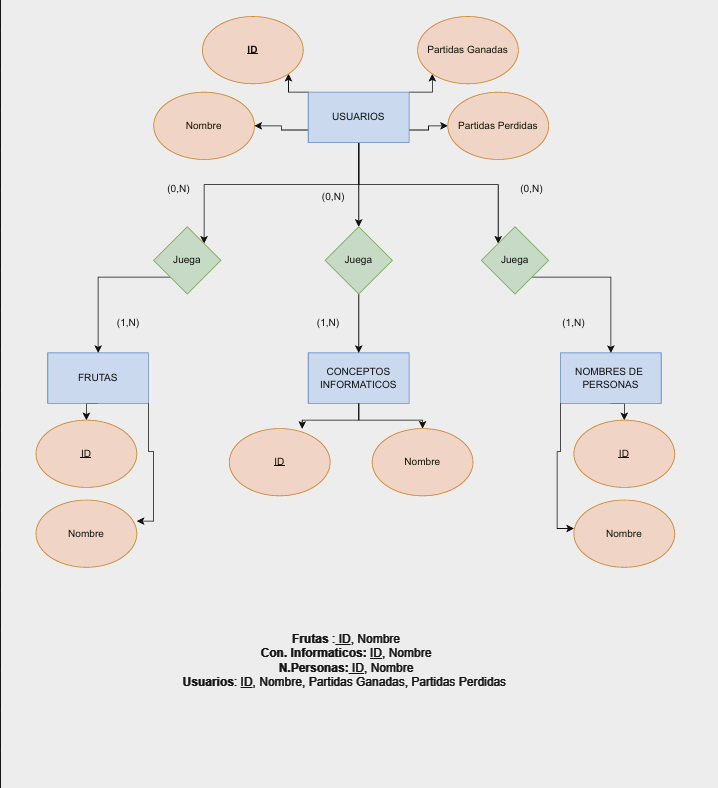 ID
Partidas Ganadas
Nombre
USUARIOS
Partidas Perdidas
(0,N)
(0,N)
(0,N)
Juega
Juega
Juega
(1,N)
(1,N)
(1,N)
FRUTAS
CONCEPTOS
INFORMATICOS
NOMBRES DE
PERSONAS
ID
ID
Nombre
ID
Nombre
Nombre
Frutas : ID, Nombre
Con. Informaticos: ID, Nombre
N.Personas: ID, Nombre
Usuarios: ID, Nombre, Partidas Ganadas, Partidas Perdidas